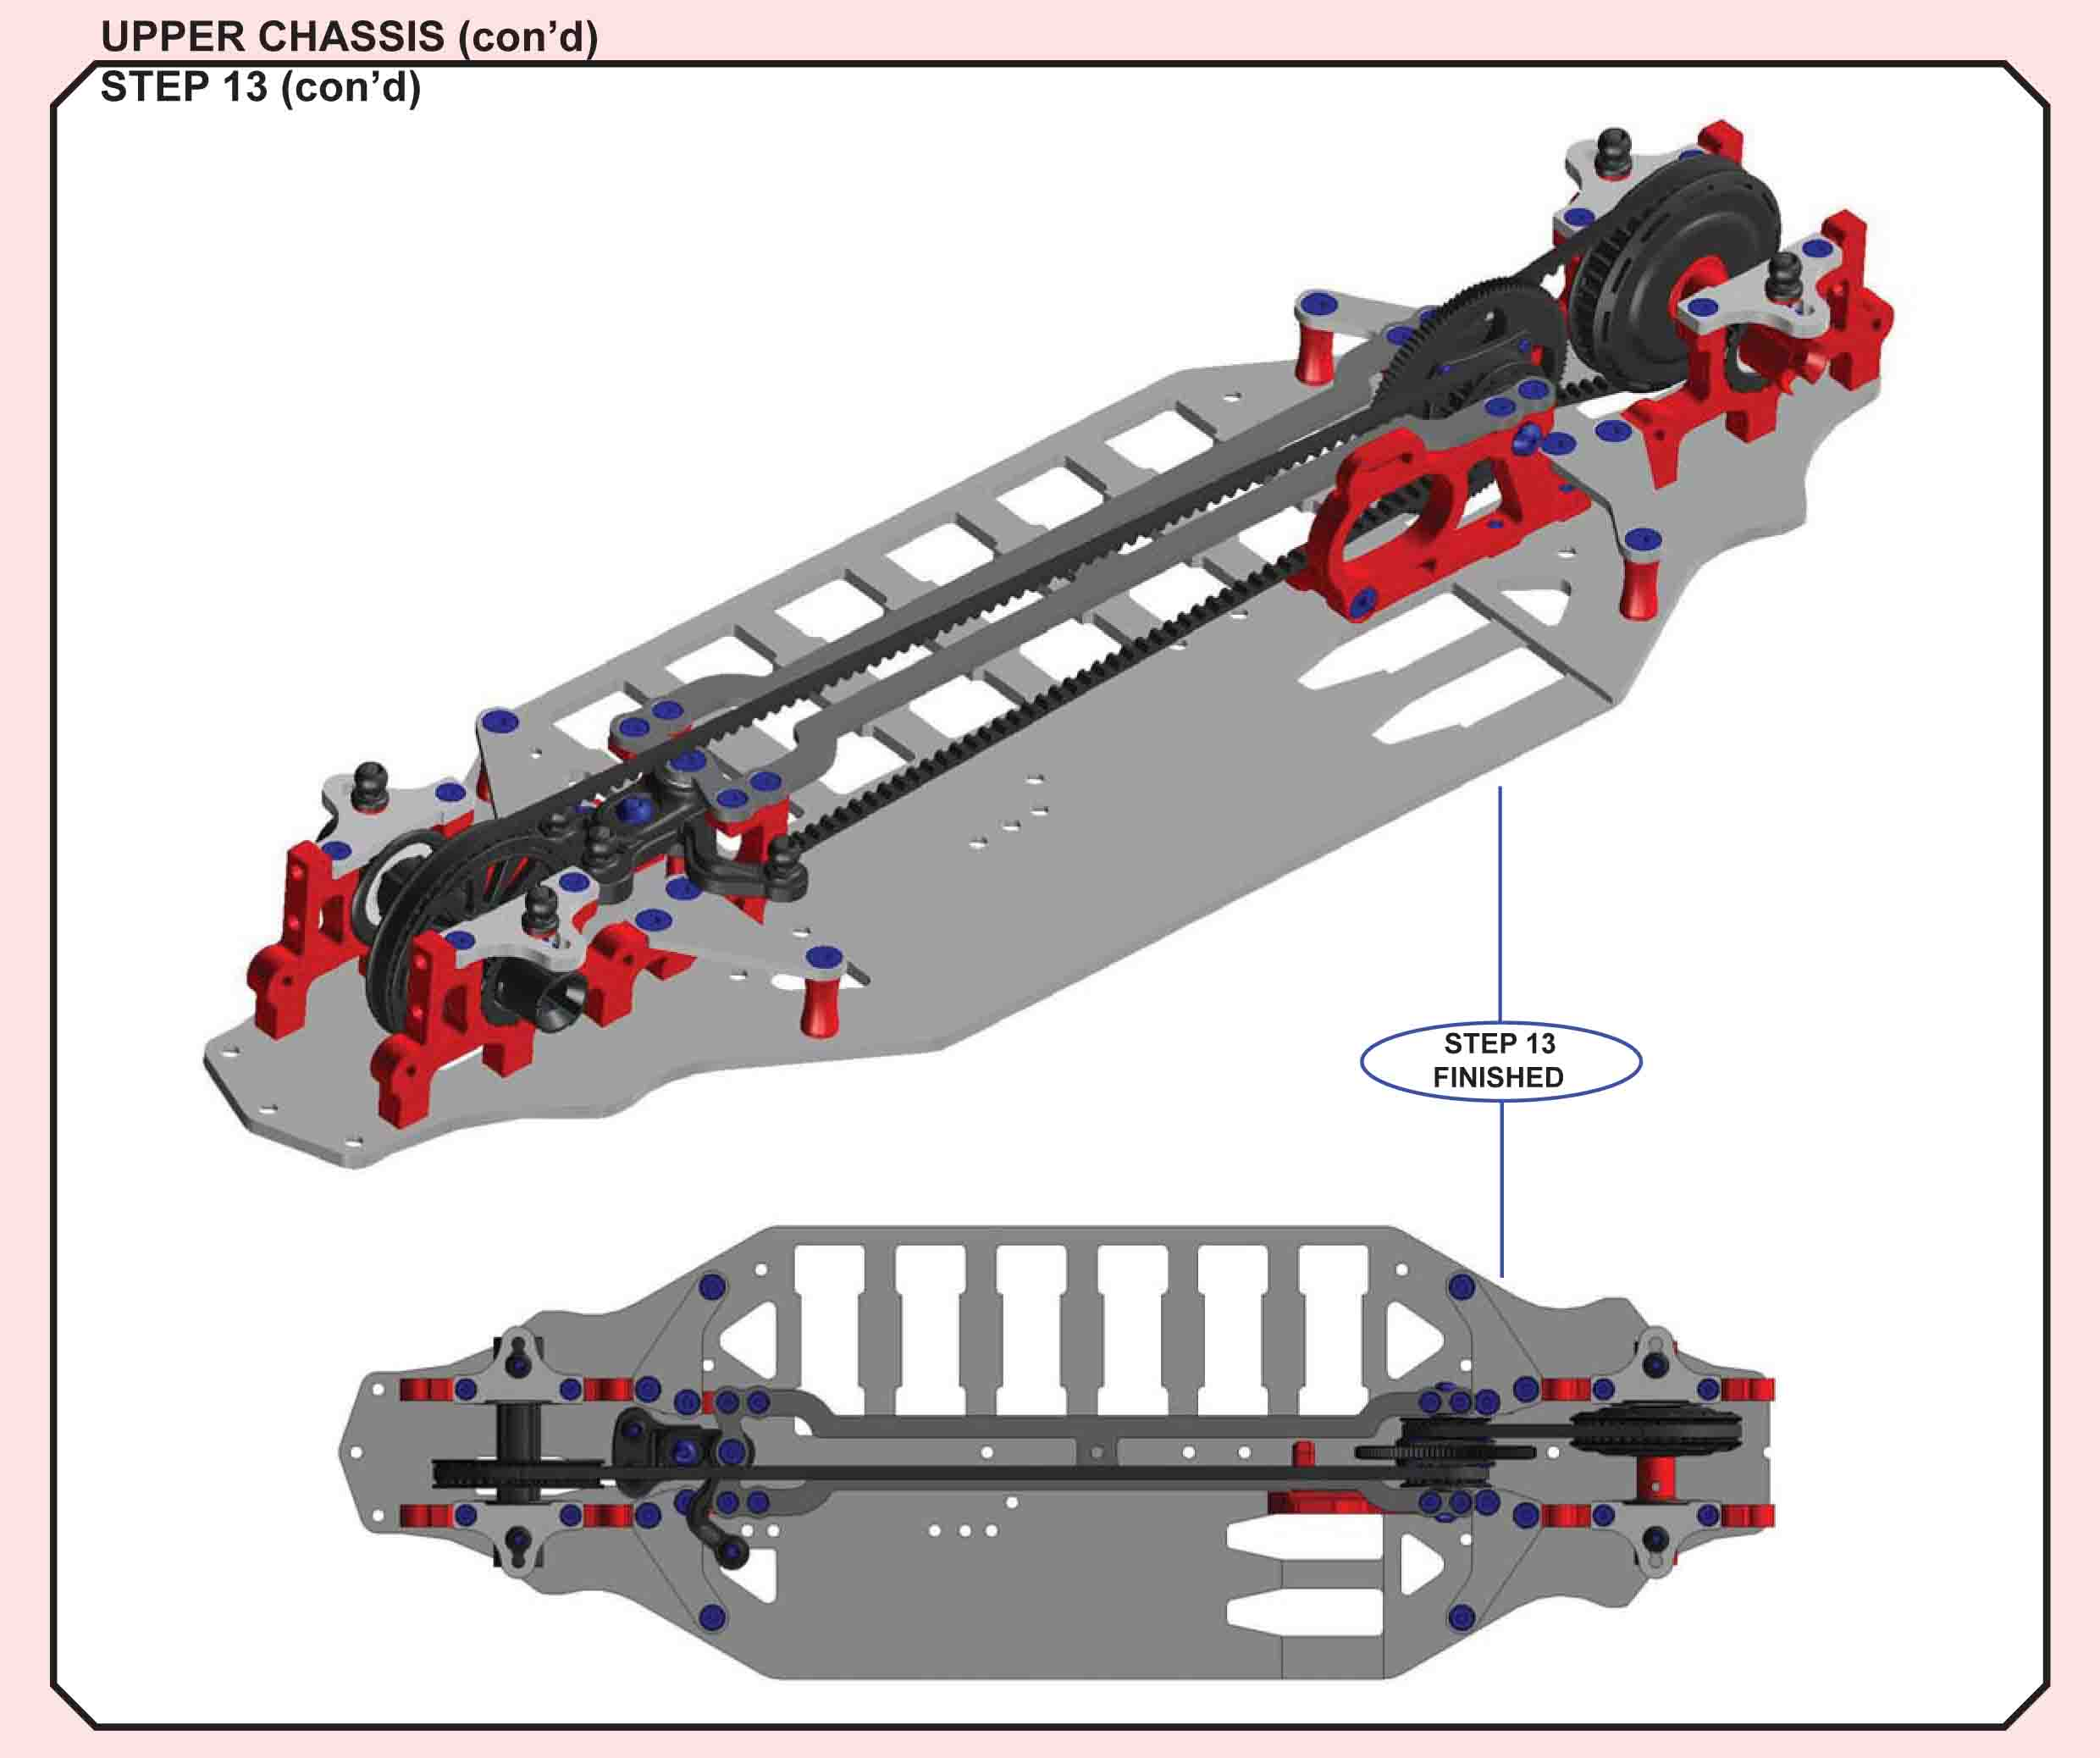 UPPER CHASSIS (con’d)
STEP 13 (con’d)
STEP 13
FINISHED